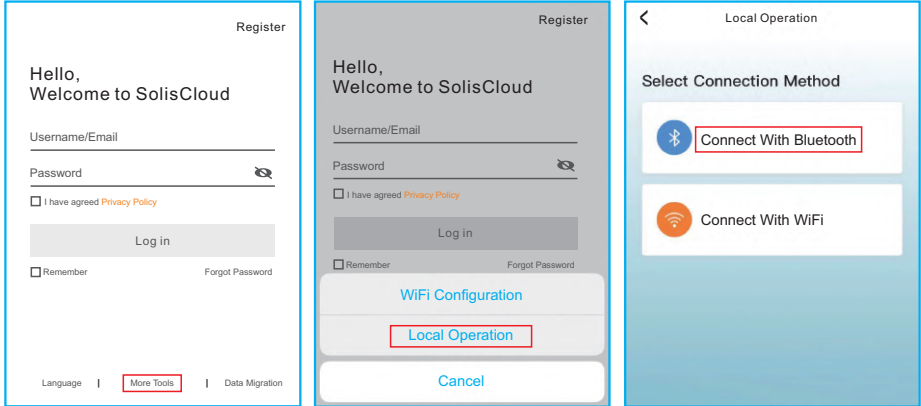 Register
Hello,
Welcome to SolisCloud
Username/Email
Password
I have agreed Privacy Policy
Log in
Remember Forgot Password
Language | More Tools | Data Migration
Register
Hello,
Welcome to SolisCloud
Username/Email
Password
I have agreed Privacy Policy
Log in
Remember Forgot Password
WiFi Configuration
Local Operation
Cancel
Local Operation
Select Connection Method
Connect With Bluetooth
Connect With WiFi